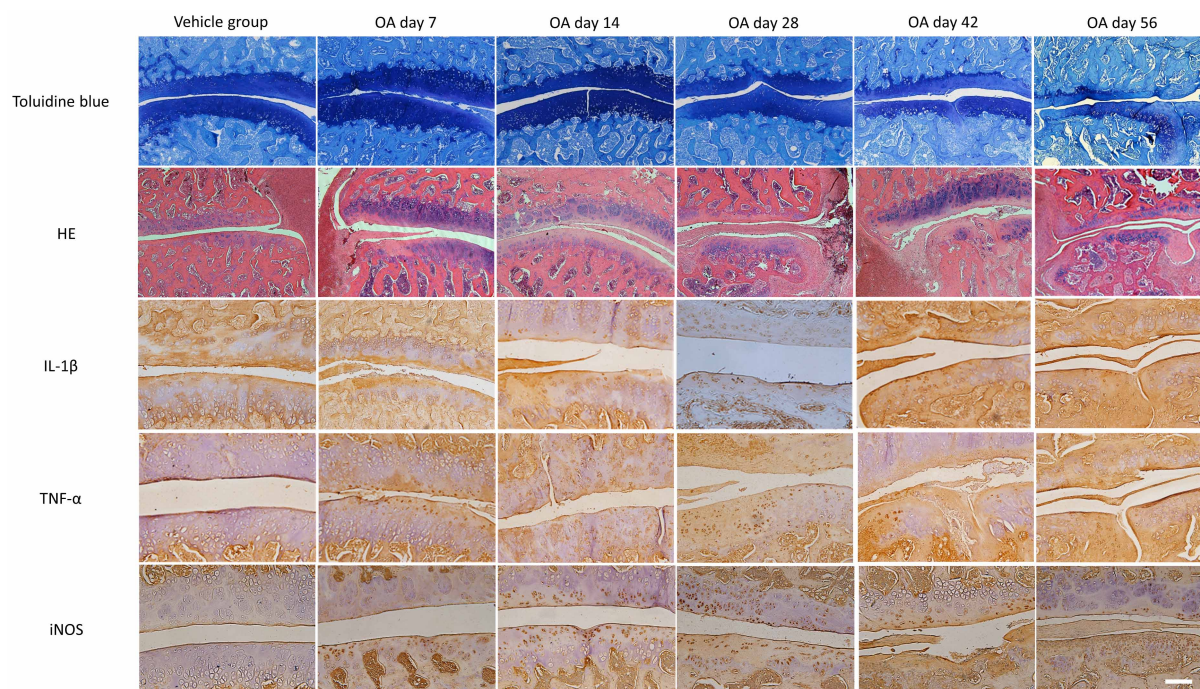 Vehicle group
OA day 7
OA day 14
OA day 28
OA day 42
OA day 56
Toluidine blue
HE
IL-1β
TNF-α
iNOS